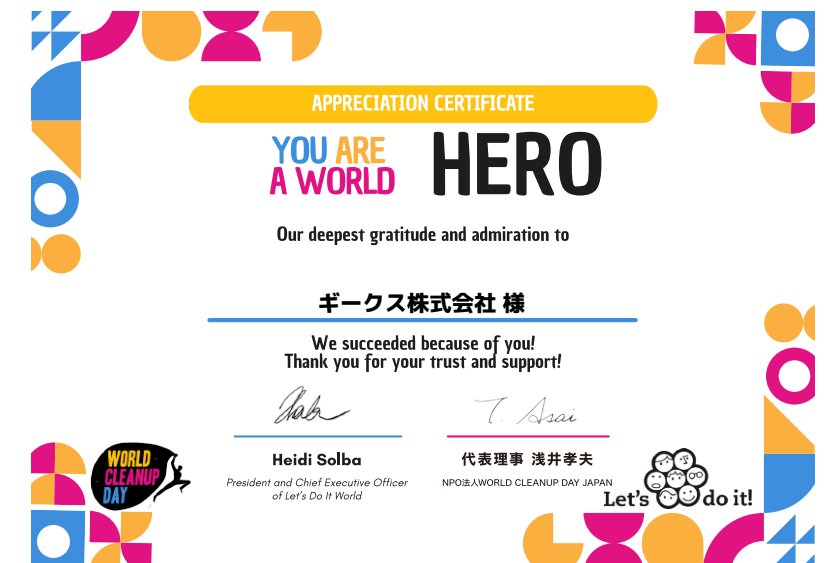 APPRECIATION CERTIFICATE
YOU ARE
A WORLD
HERO
Our deepest gratitude and admiration to
ギークス株式会社 様
We succeeded because of you!
Thank you for your trust and support!
T. Asai
Heidi Solba
President and Chief Executive Officer
of Let's Do It World
代表理事 浅井孝夫
NPO法人WORLD CLEANUP DAY JAPAN
WORLD
CLEANUP
DAY
Let's do it!